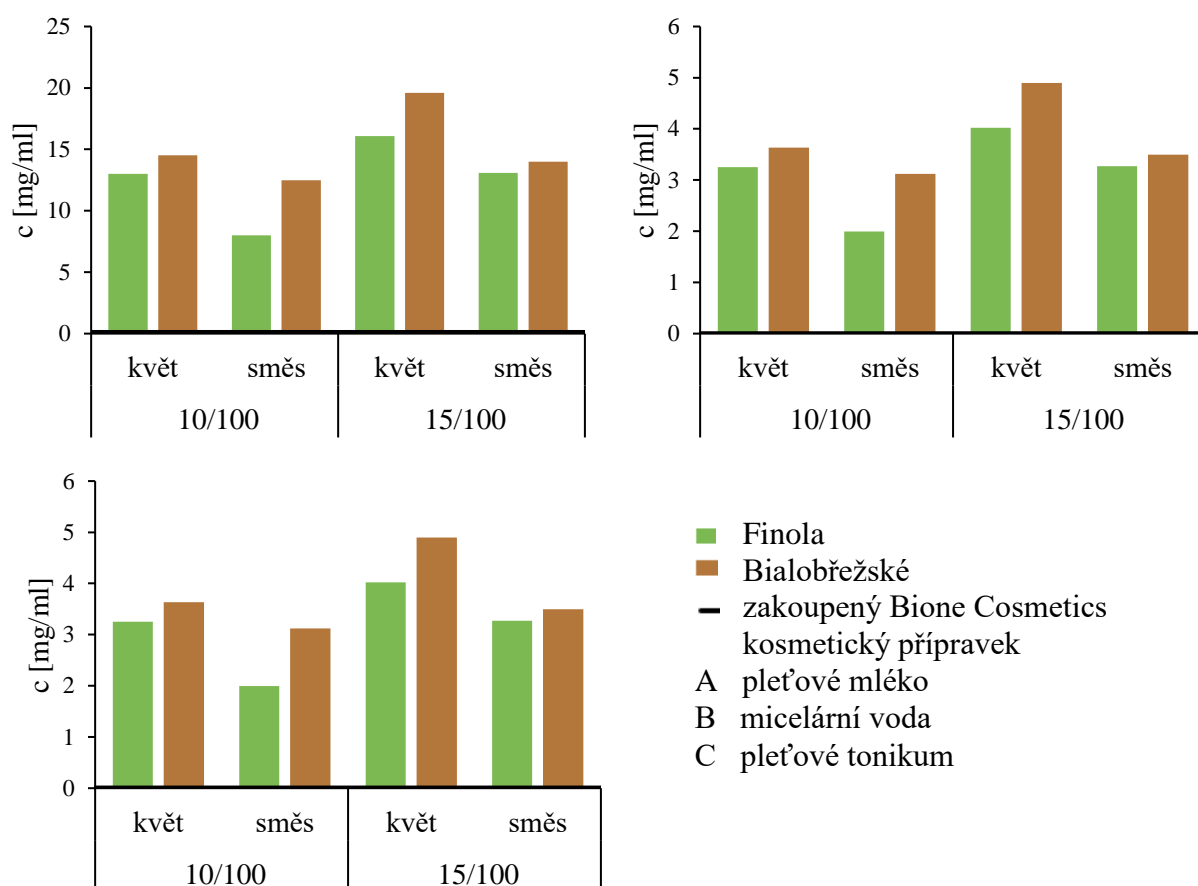 25
20
15
10
5
0
c [mg/ml]
květ směs květ směs
10/100 15/100
6
5
4
3
2
1
0
c [mg/ml]
květ směs květ směs
10/100 15/100
6
5
4
3
2
1
0
c [mg/ml]
květ směs květ směs
10/100 15/100
Finola
Bialobřežské
zakoupený Bione Cosmetics
kosmetický přípravek
A pleťové mléko
B micelární voda
C pleťové tonikum